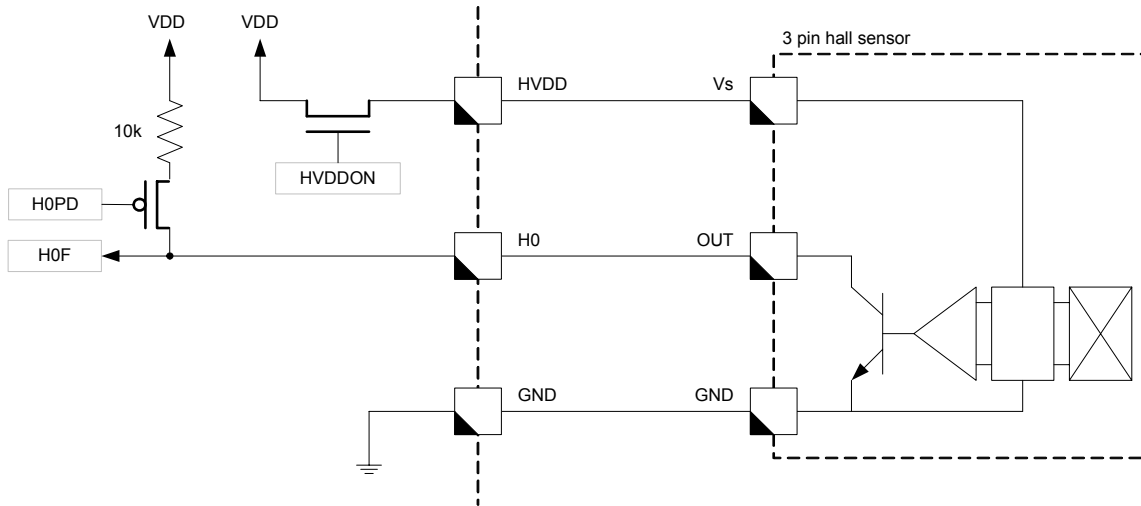 3 pin hall sensor
VDD
VDD
HVDD
Vs
10k
HVDDON
H0PD
H0
OUT
H0F
GND
GND